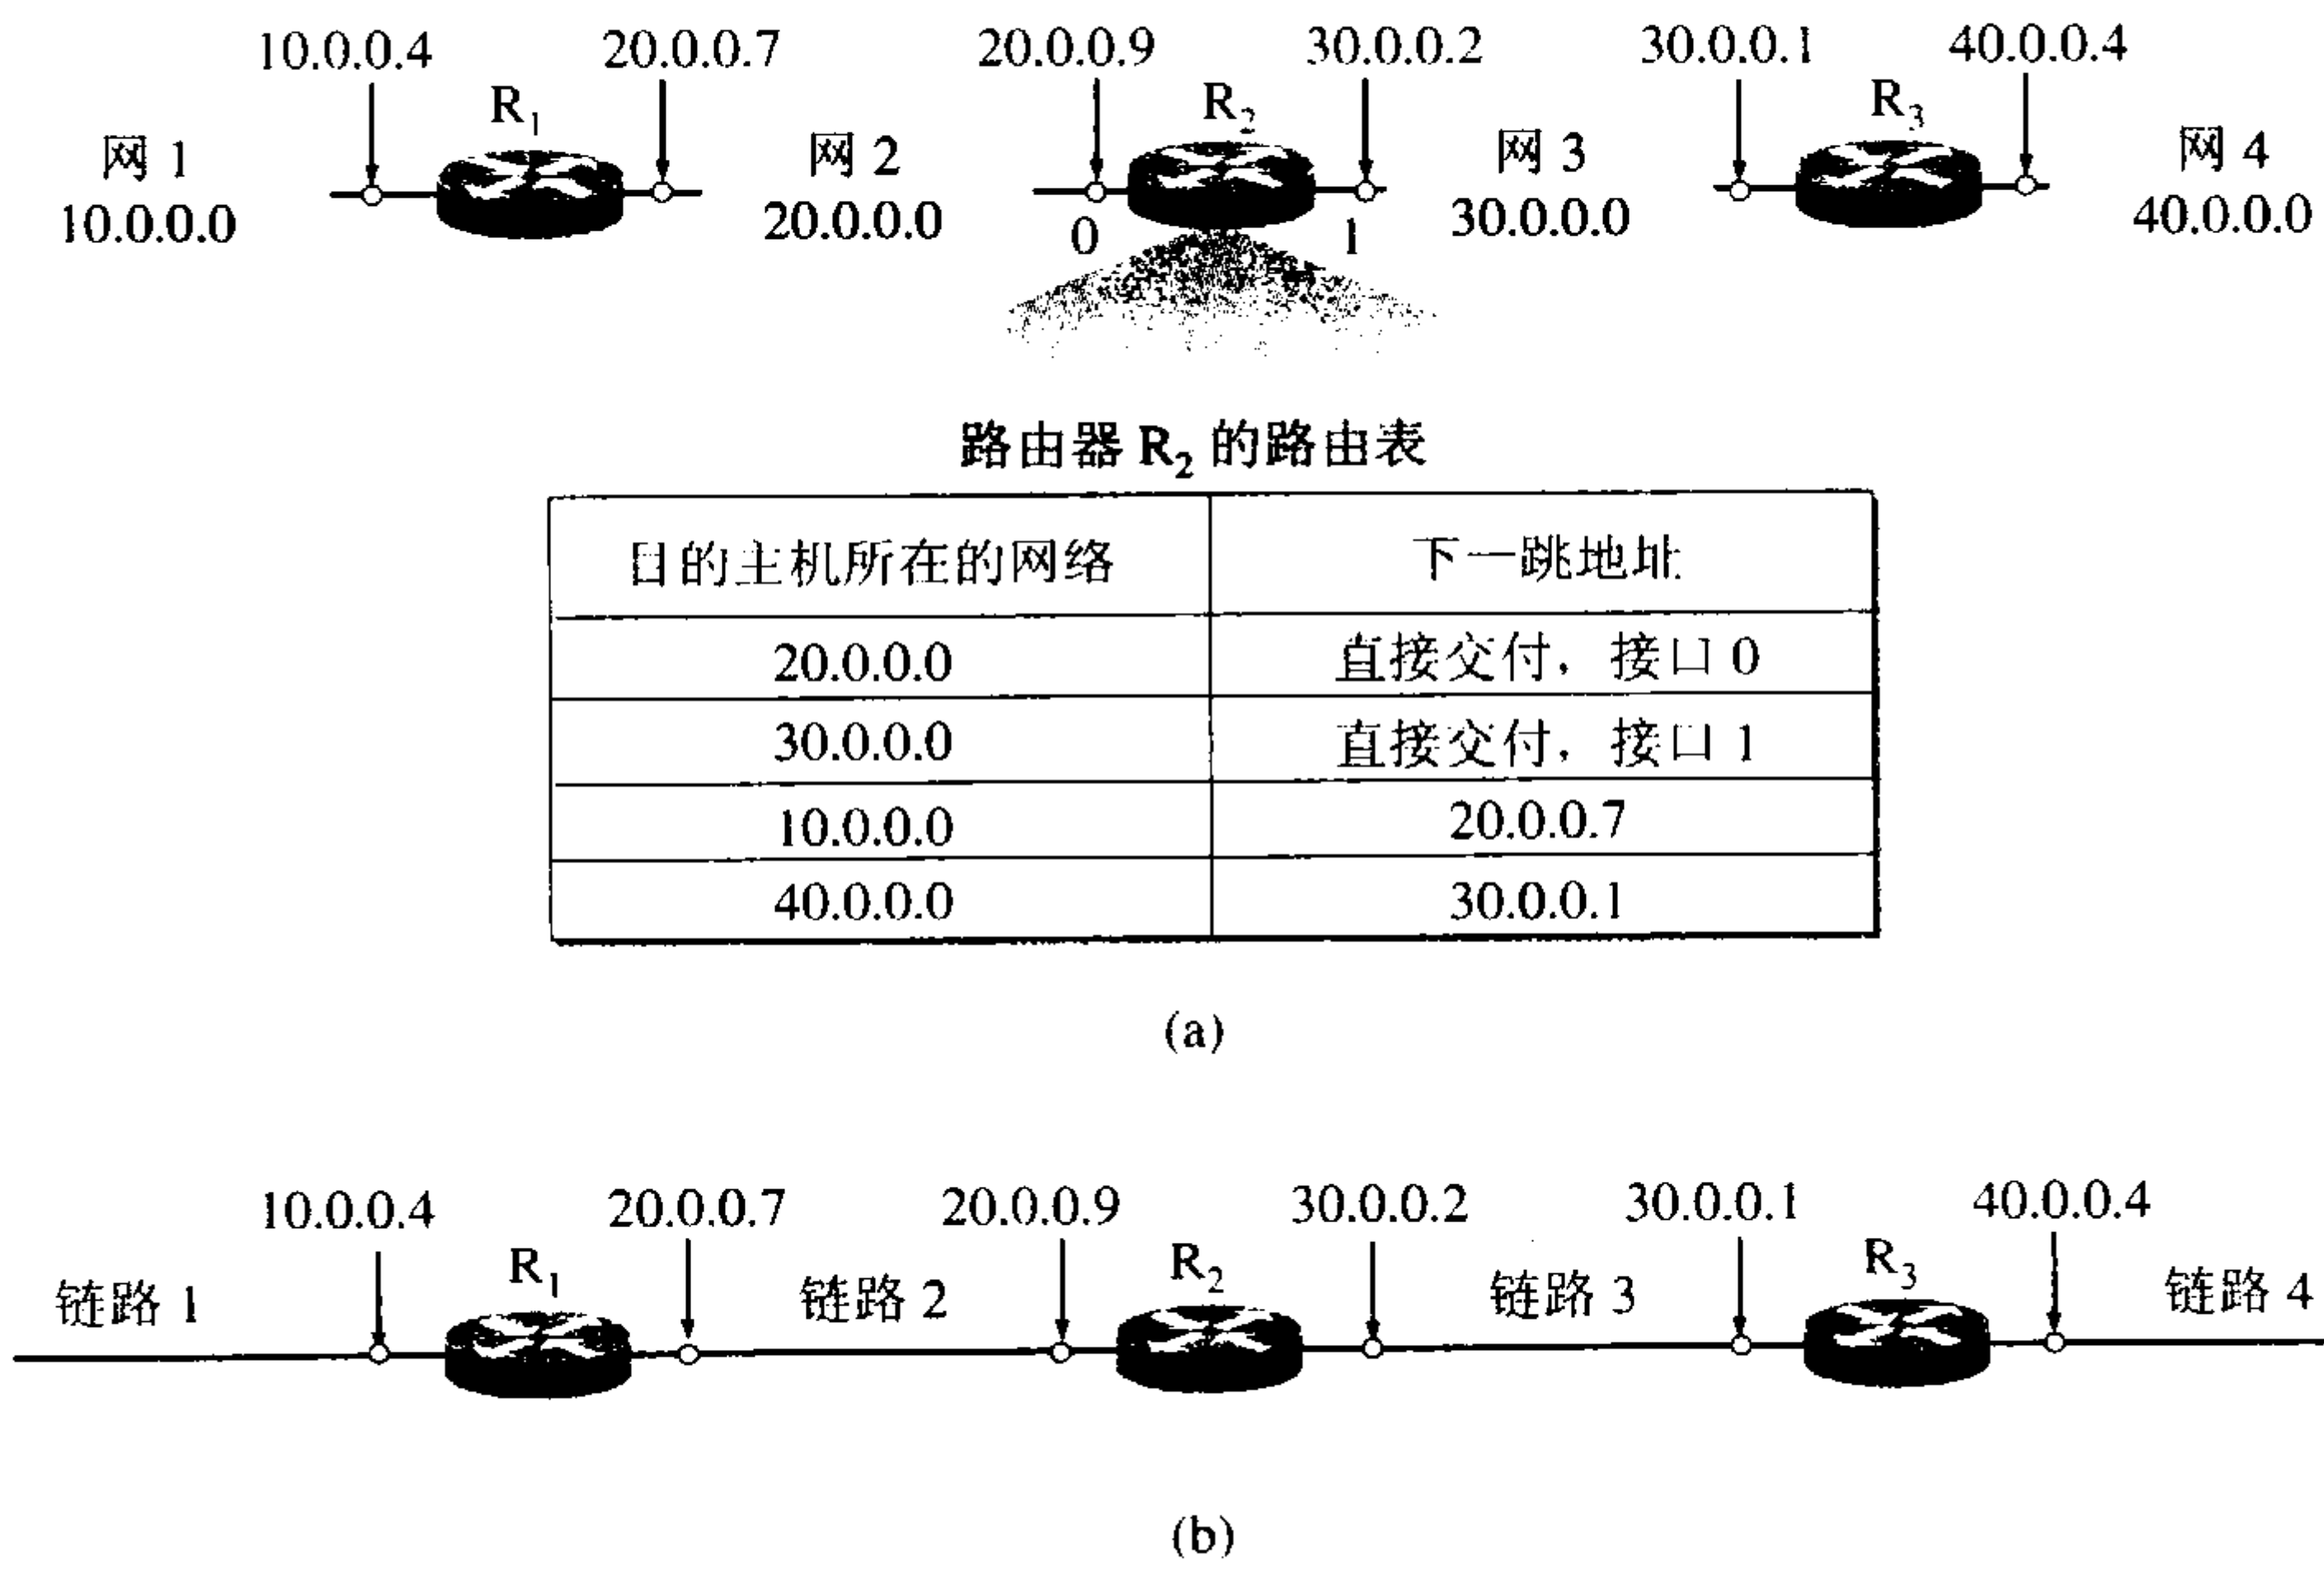 10.0.0.4 20.0.0.7 20.0.0.9 30.0.0.2 30.0.0.1 40.0.0.4
R1 R2 R3
网 1 网 2 网 3 网 4
10.0.0.0 20.0.0.0 0 1 30.0.0.0 40.0.0.0
路由器 R2 的路由表
目的主机所在的网络 下一跳地址
20.0.0.0 直接交付，接口 0
30.0.0.0 直接交付，接口 1
10.0.0.0 20.0.0.7
40.0.0.0 30.0.0.1
(a)
10.0.0.4 20.0.0.7 20.0.0.9 30.0.0.2 30.0.0.1 40.0.0.4
R1 R2 R3
链路 1 链路 2 链路 3 链路 4
(b)